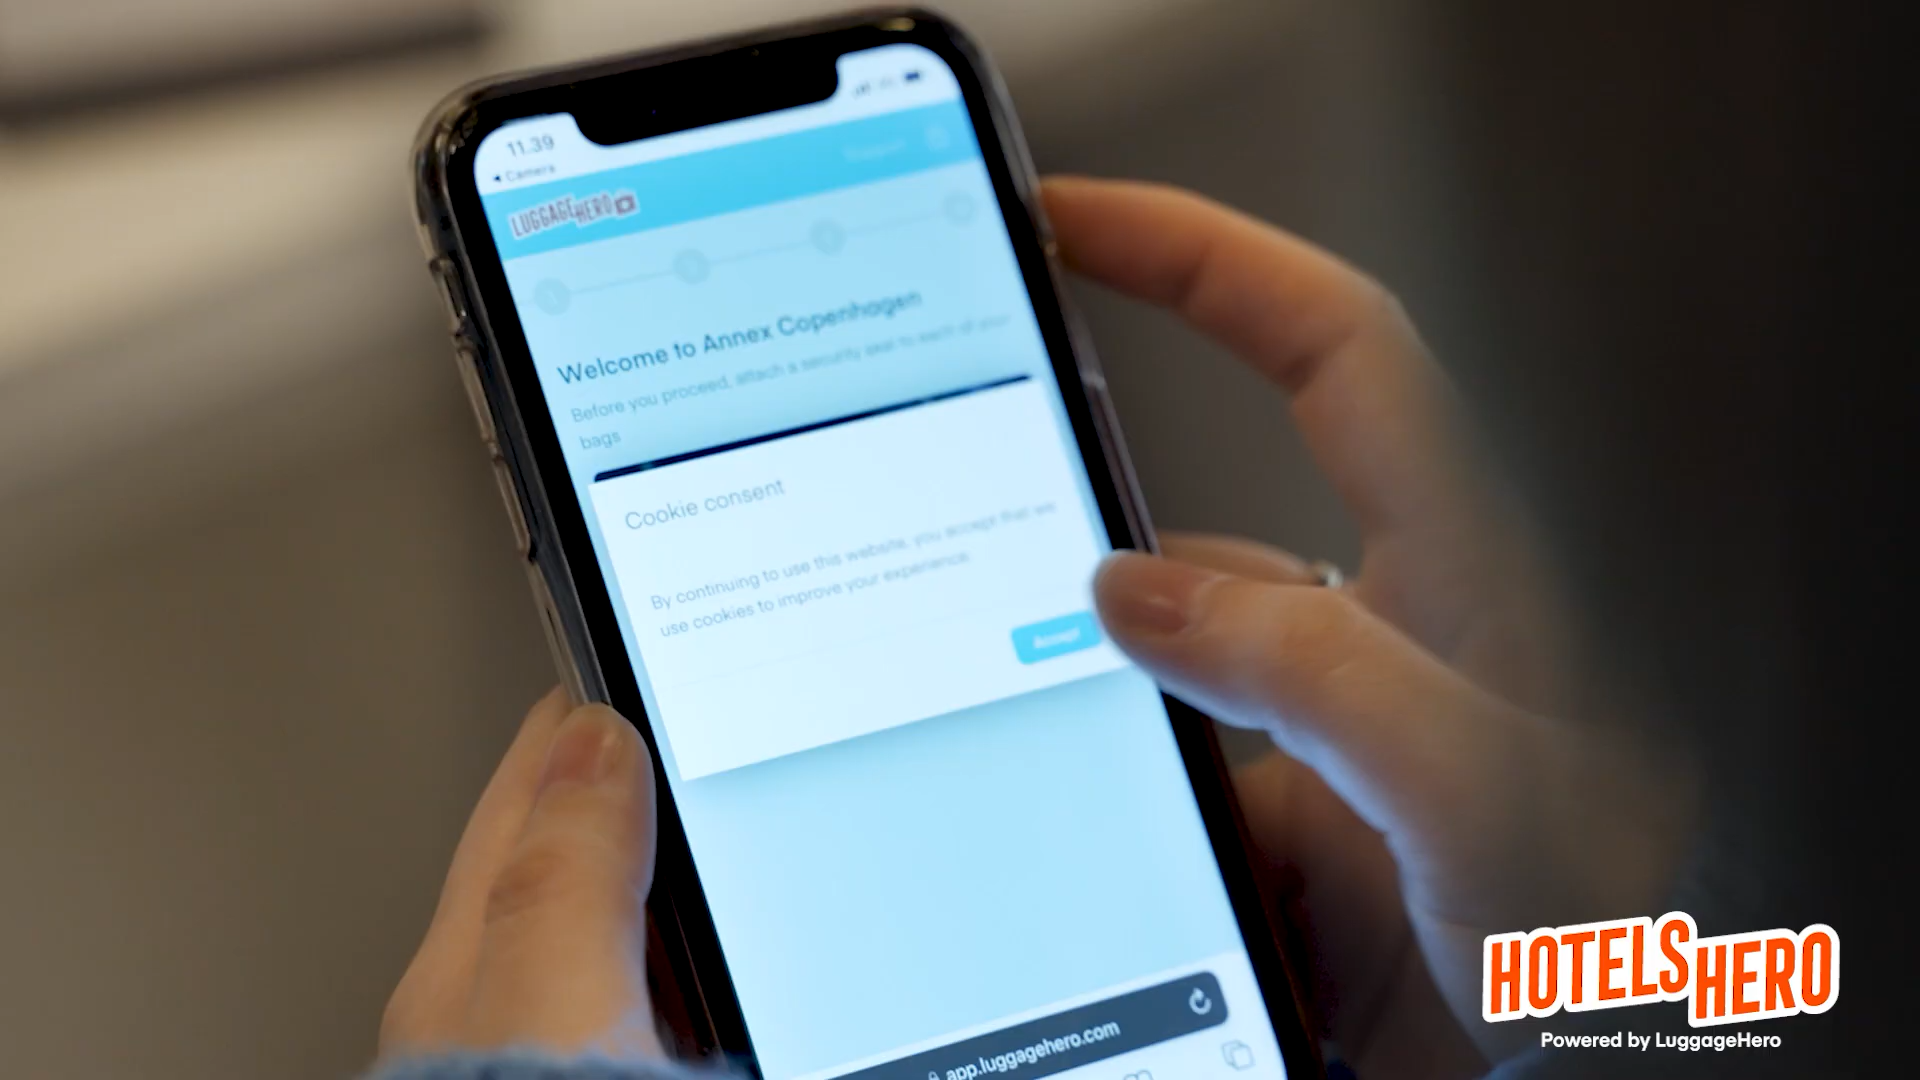 11.39
Camera
LUGGAGEHERO
Welcome to Annex Copenhagen
Before you proceed, attach a security seal to each of your
bags
Cookie consent
By continuing to use this website, you accept that we
use cookies to improve your experience.
Accept
app.luggagehero.com
HOTELSHERO
Powered by LuggageHero